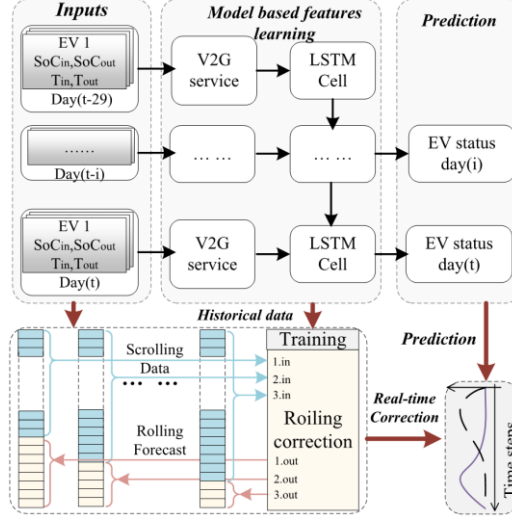 Inputs
Model based features
learning
Prediction
EV 1
SoCin,SoCout
Tin,Tout
Day(t-29)
V2G
service
LSTM
Cell
......
Day(t-i)
... ...
... ...
EV status
day(i)
EV 1
SoCin,SoCout
Tin,Tout
Day(t)
V2G
service
LSTM
Cell
EV status
day(t)
Historical data
Prediction
Scrolling
Data
... ...
Rolling
Forecast
Training
1.in
2.in
3.in
Roiling
correction
1.out
2.out
3.out
Real-time
Correction
Time steps